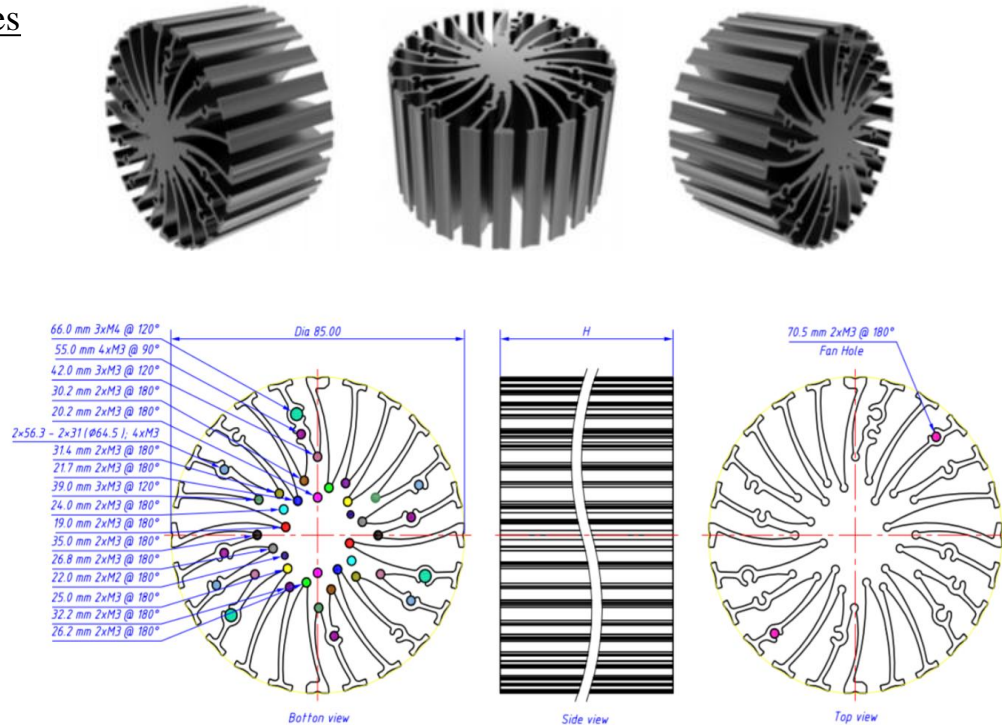 es
66.0 mm 3xM4 @ 120°
55.0 mm 4xM3 @ 90°
42.0 mm 3xM3 @ 120°
30.2 mm 2xM3 @ 180°
20.2 mm 2xM3 @ 180°
2×56.3 - 2×31 (Φ64.5 ); 4xM3
31.4 mm 2xM3 @ 180°
21.7 mm 2xM3 @ 180°
39.0 mm 3xM3 @ 120°
24.0 mm 2xM3 @ 180°
19.0 mm 2xM3 @ 180°
35.0 mm 2xM3 @ 180°
26.8 mm 2xM3 @ 180°
22.0 mm 2xM2 @ 180°
25.0 mm 2xM3 @ 180°
32.2 mm 2xM3 @ 180°
26.2 mm 2xM3 @ 180°
Dia 85.00
H
70.5 mm 2xM3 @ 180°
Fan Hole
Botton view
Side view
Top view